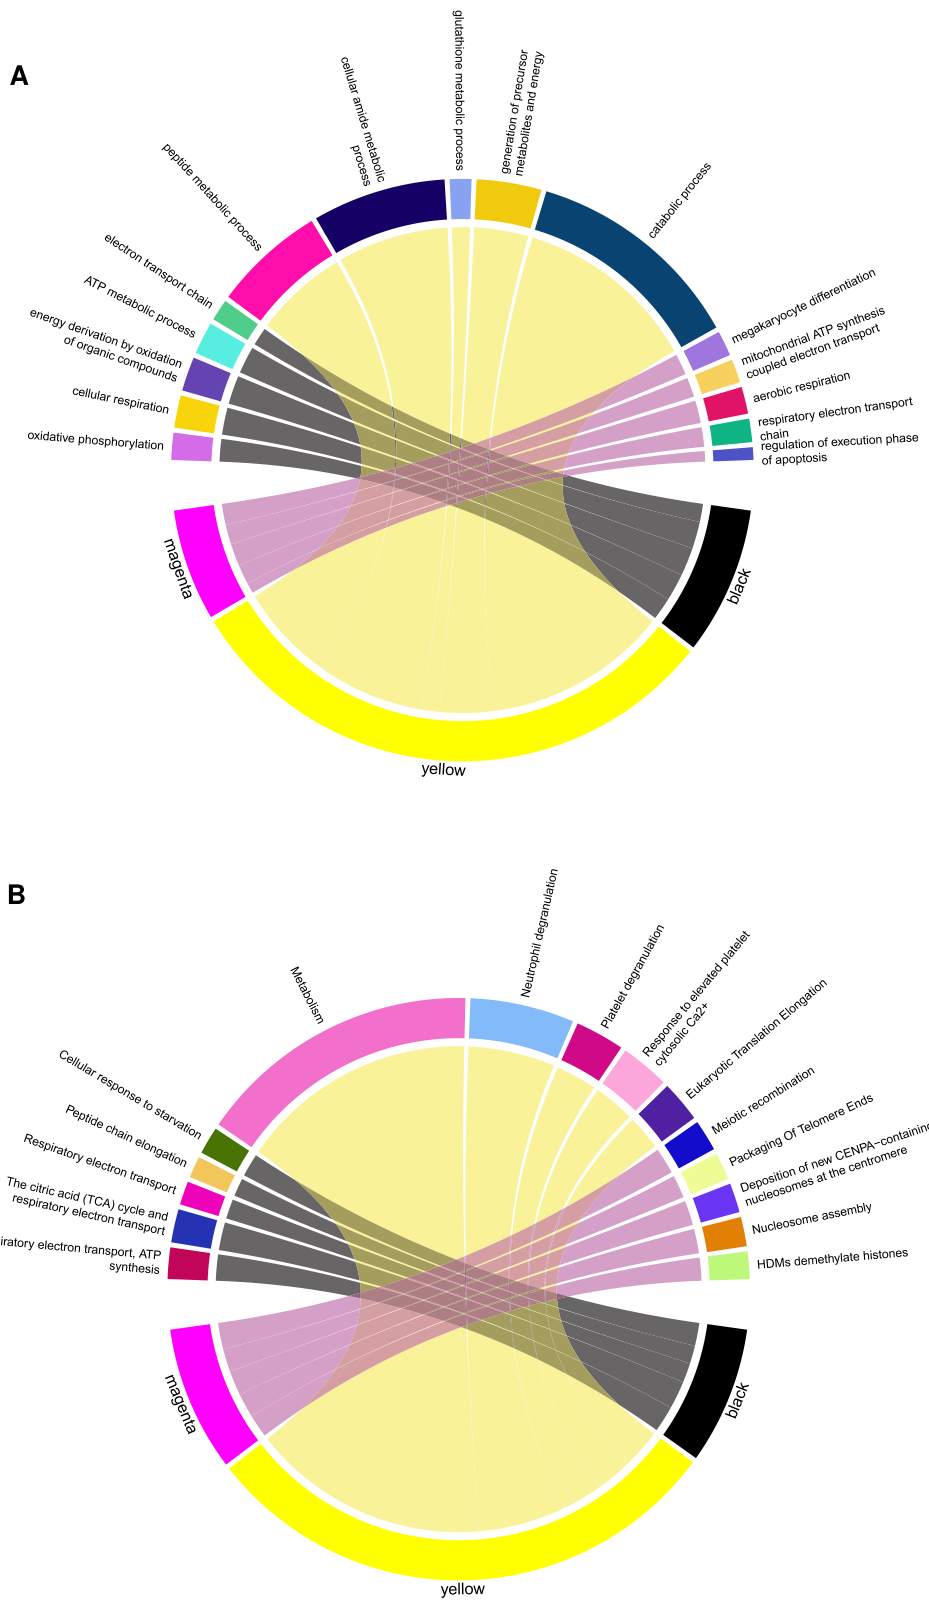 A
glutathione metabolic process
generation of precursor
metabolites and energy
cellular amide metabolic
process
peptide metabolic process
catabolic process
electron transport chain
ATP metabolic process
energy derivation by oxidation
of organic compounds
cellular respiration
oxidative phosphorylation
megakaryocyte differentiation
mitochondrial ATP synthesis
coupled electron transport
aerobic respiration
respiratory electron transport
chain
regulation of execution phase
of apoptosis
magenta
black
yellow
B
Neutrophil degranulation
Platelet degranulation
Response to elevated platelet
cytosolic Ca2+
Metabolism
Eukaryotic Translation Elongation
Cellular response to starvation
Peptide chain elongation
Respiratory electron transport
The citric acid (TCA) cycle and
respiratory electron transport
iratory electron transport, ATP
synthesis
Meiotic recombination
Packaging Of Telomere Ends
Deposition of new CENPA−containing
nucleosomes at the centromere
Nucleosome assembly
HDMs demethylate histones
magenta
black
yellow